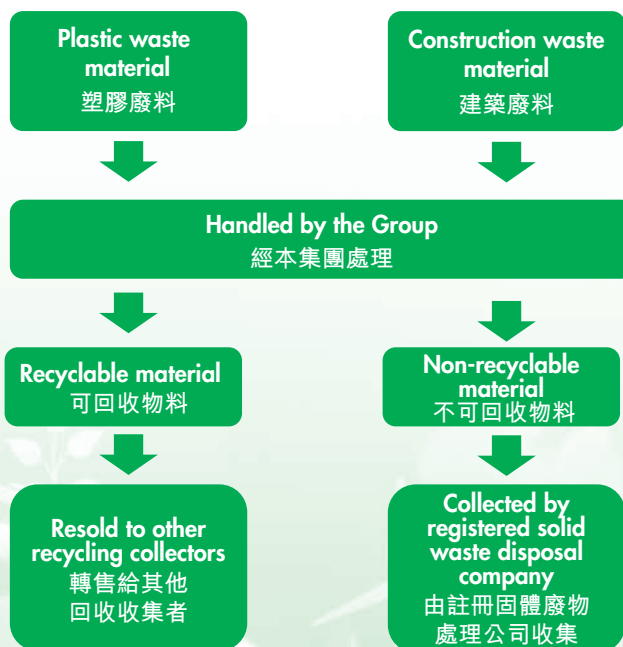 Plastic waste
material
塑膠廢料
Construction waste
material
建築廢料
Handled by the Group
經本集團處理
Recyclable material
可回收物料
Non-recyclable
material
不可回收物料
Resold to other
recycling collectors
轉售給其他
回收收集者
Collected by
registered solid
waste disposal
company
由註冊固體廢物
處理公司收集